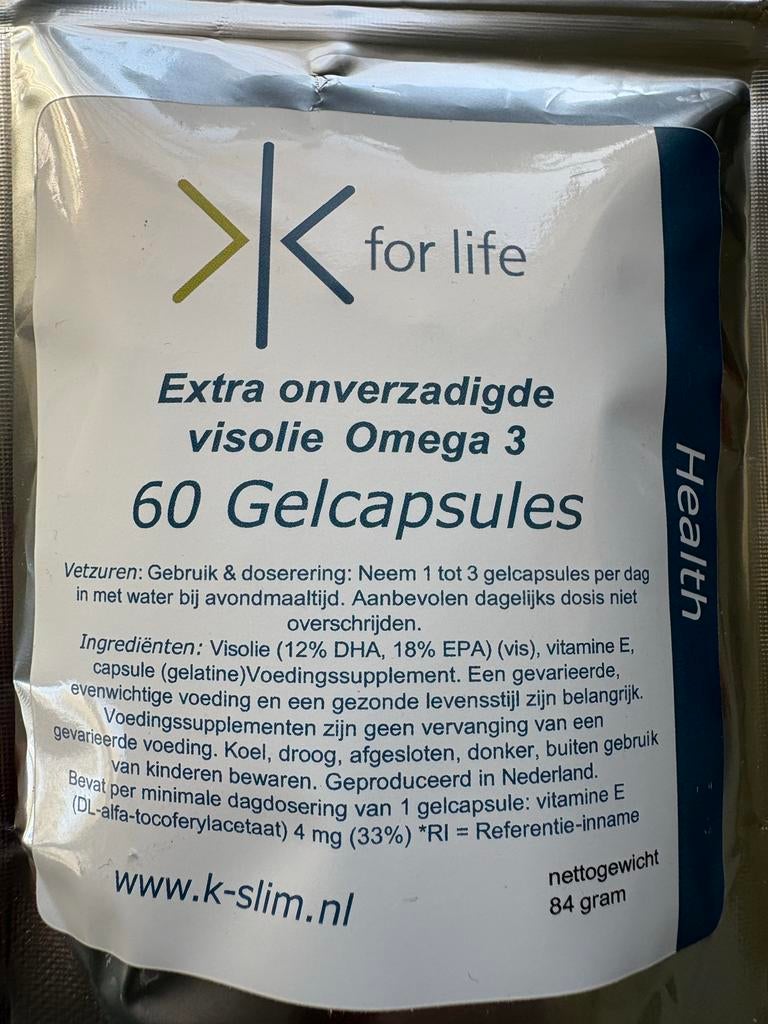 K for life
Extra onverzadigde
visolie Omega 3
60 Gelcapsules
Vetzuren: Gebruik & doserering: Neem 1 tot 3 gelcapsules per dag
in met water bij avondmaaltijd. Aanbevolen dagelijks dosis niet
overschrijden.
Ingrediënten: Visolie (12% DHA, 18% EPA) (vis), vitamine E,
capsule (gelatine)Voedingssupplement. Een gevarieerde,
evenwichtige voeding en een gezonde levensstijl zijn belangrijk.
Voedingssupplementen zijn geen vervanging van een
gevarieerde voeding. Koel, droog, afgesloten, donker, buiten gebruik
van kinderen bewaren. Geproduceerd in Nederland.
Bevat per minimale dagdosering van 1 gelcapsule: vitamine E
(DL-alfa-tocoferylacetaat) 4 mg (33%) *RI = Referentie-inname
www.k-slim.nl
nettogewicht
84 gram
Health